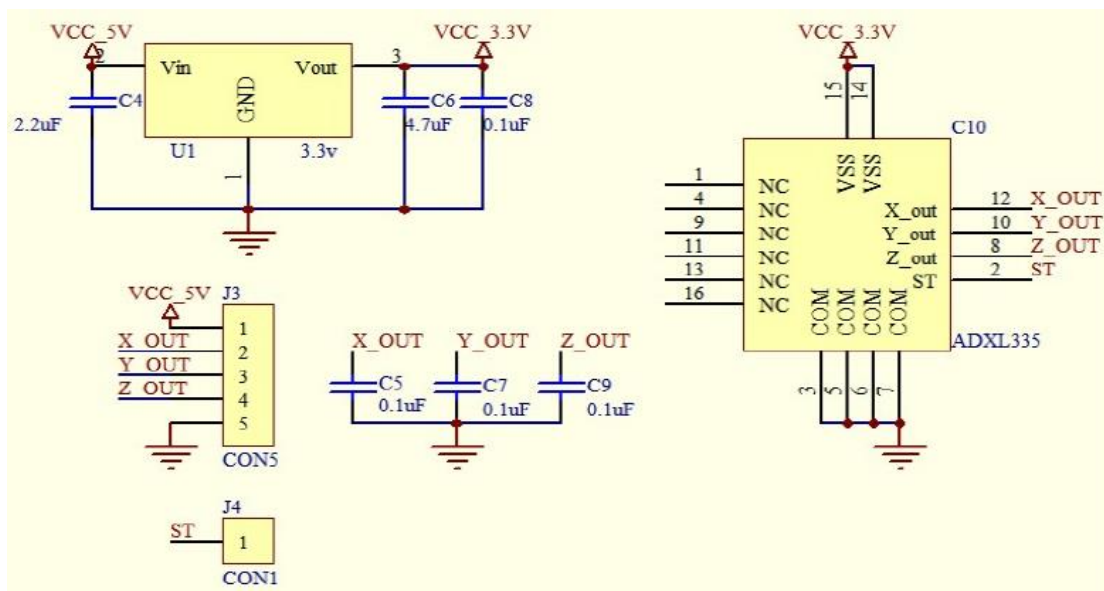 VCC_5V
VCC_3.3V
2
Vin
Vout
3
GND
C4
2.2uF
C6
4.7uF
C8
0.1uF
U1
3.3v
1
VCC_3.3V
15
14
C10
VSS
VSS
1
NC
4
NC
9
NC
11
NC
13
NC
16
NC
X_out
12
X_OUT
Y_out
10
Y_OUT
Z_out
8
Z_OUT
ST
2
ST
COM
COM
COM
COM
ADXL335
3
5
6
7
VCC_5V
J3
1
X_OUT
2
Y_OUT
3
Z_OUT
4
5
CON5
X_OUT
Y_OUT
Z_OUT
C5
0.1uF
C7
0.1uF
C9
0.1uF
J4
ST
1
CON1